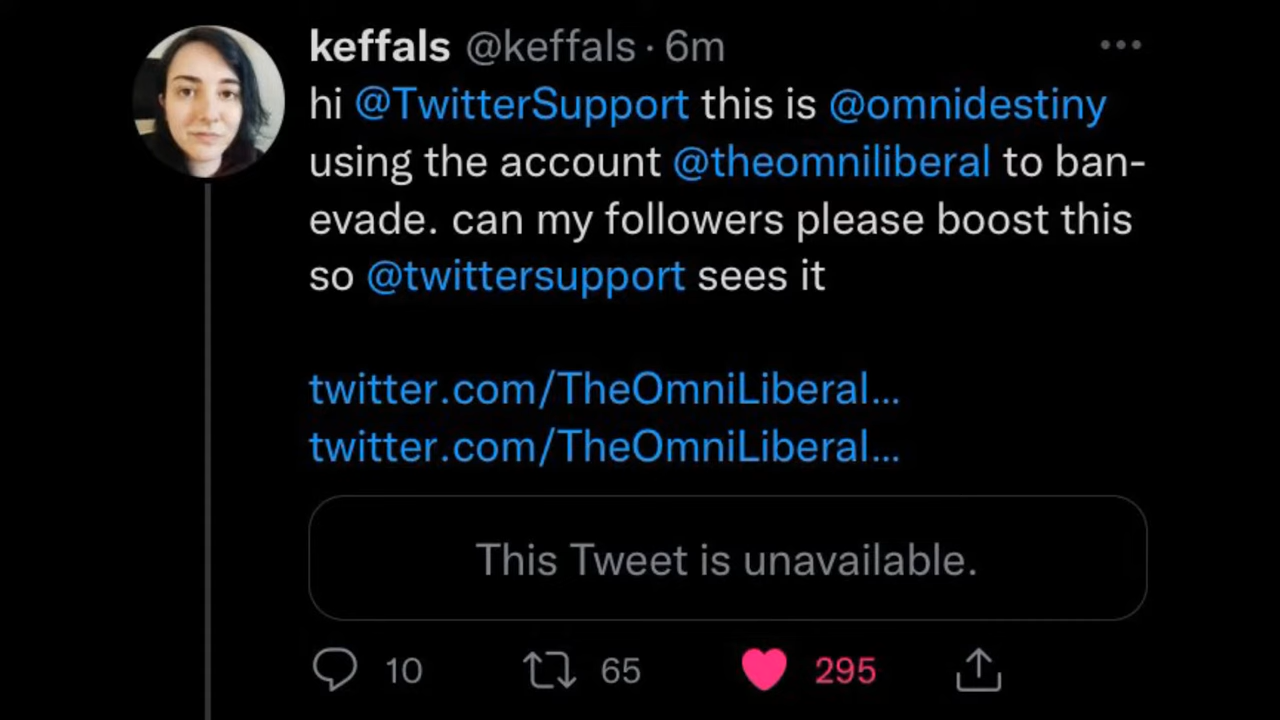 keffals @keffals · 6m
hi @TwitterSupport this is @omnidestiny
using the account @theomniliberal to ban-
evade. can my followers please boost this
so @twittersupport sees it
twitter.com/TheOmniLiberal…
twitter.com/TheOmniLiberal…
This Tweet is unavailable.
10 65 295